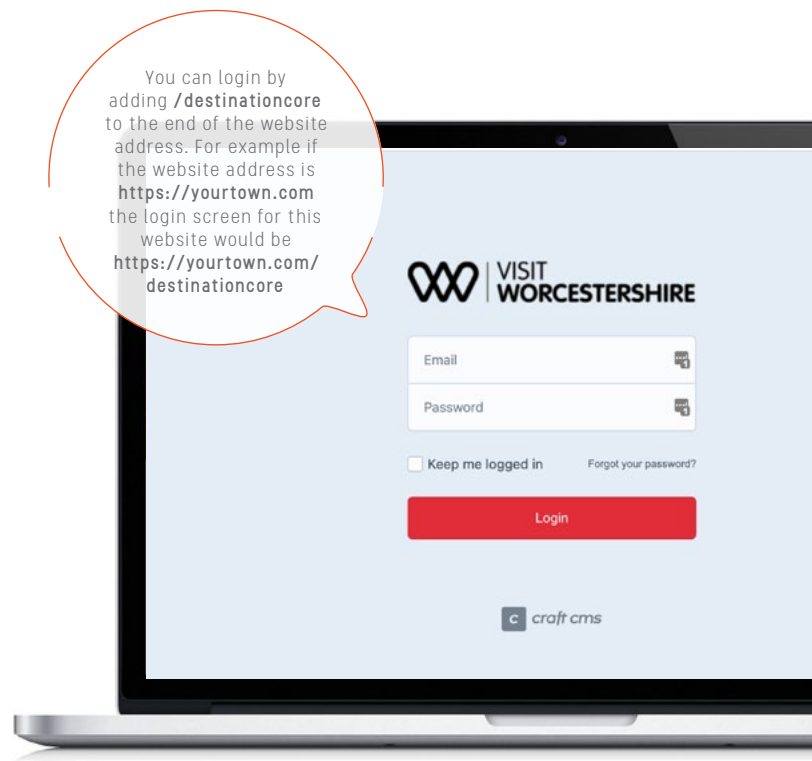 You can login by
adding /destinationcore
to the end of the website
address. For example if
the website address is
https://yourtown.com
the login screen for this
website would be
https://yourtown.com/
destinationcore
VISIT
WORCESTERSHIRE
Email
Password
Keep me logged in
Forgot your password?
Login
c craft cms